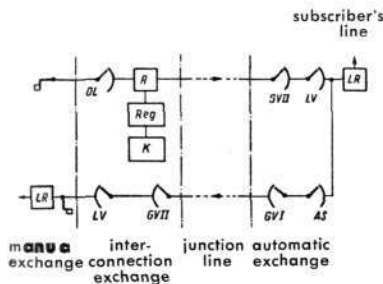 subscriber's
line
OL
R
SVII
LV
LR
Reg
K
LR
LV
GVII
GVI
AS
manua
exchange
inter-
connection
exchange
junction
line
automatic
exchange